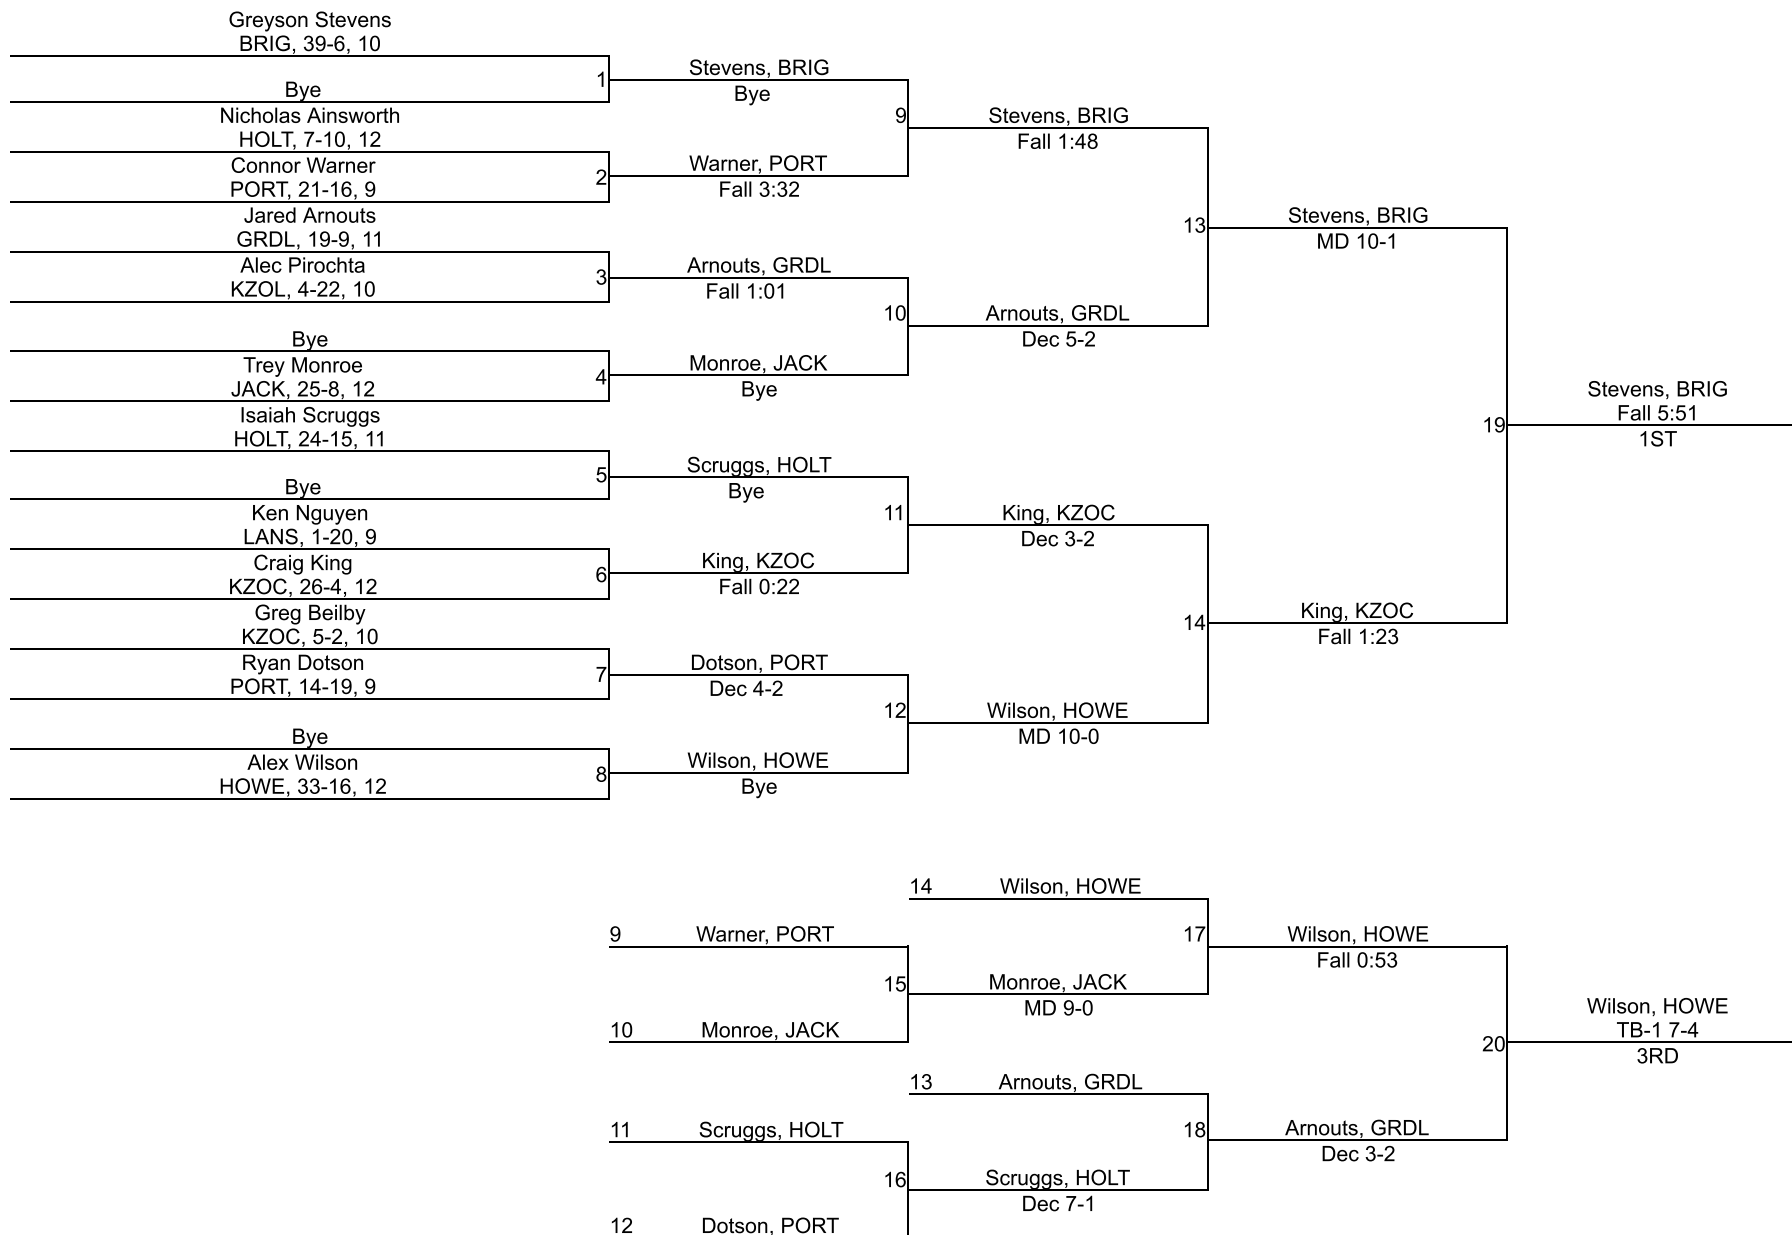 Greyson Stevens
BRIG, 39-6, 10
Bye
1
Nicholas Ainsworth
HOLT, 7-10, 12
Connor Warner
PORT, 21-16, 9
2
Jared Arnouts
GRDL, 19-9, 11
Alec Pirochta
KZOL, 4-22, 10
3
Bye
Trey Monroe
JACK, 25-8, 12
4
Isaiah Scruggs
HOLT, 24-15, 11
Bye
5
Ken Nguyen
LANS, 1-20, 9
Craig King
KZOC, 26-4, 12
6
Greg Beilby
KZOC, 5-2, 10
Ryan Dotson
PORT, 14-19, 9
7
Bye
Alex Wilson
HOWE, 33-16, 12
8
Stevens, BRIG
Bye
9
Warner, PORT
Fall 3:32
Arnouts, GRDL
Fall 1:01
10
Monroe, JACK
Bye
Scruggs, HOLT
Bye
11
King, KZOC
Fall 0:22
Dotson, PORT
Dec 4-2
12
Wilson, HOWE
Bye
Stevens, BRIG
Fall 1:48
13
Arnouts, GRDL
Dec 5-2
King, KZOC
Dec 3-2
14
Wilson, HOWE
MD 10-0
Stevens, BRIG
MD 10-1
19
King, KZOC
Fall 1:23
Stevens, BRIG
Fall 5:51
1ST
14 Wilson, HOWE
9 Warner, PORT
15
10 Monroe, JACK
17
Monroe, JACK
MD 9-0
13 Arnouts, GRDL
11 Scruggs, HOLT
16
12 Dotson, PORT
18
Scruggs, HOLT
Dec 7-1
Wilson, HOWE
Fall 0:53
20
Arnouts, GRDL
Dec 3-2
Wilson, HOWE
TB-1 7-4
3RD